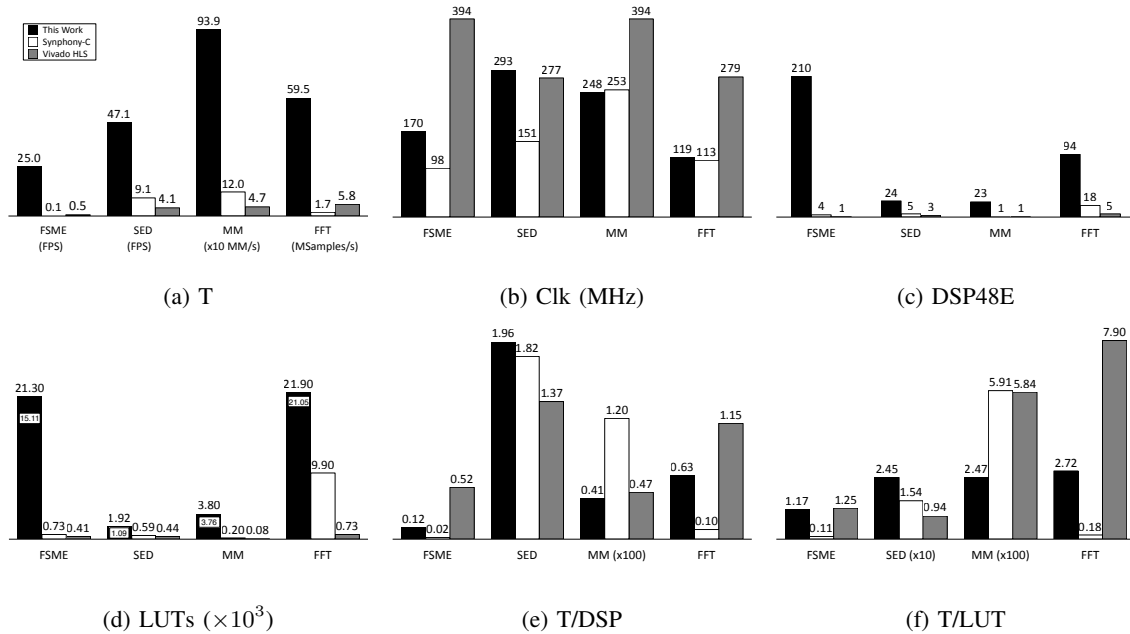 This Work
Synphony-C
Vivado HLS
25.0
0.1
0.5
47.1
9.1
4.1
93.9
12.0
4.7
59.5
1.7
5.8
FSME
(FPS)
SED
(FPS)
MM
(x10 MM/s)
FFT
(MSamples/s)
(a) T
170
98
394
293
151
277
248
253
394
119
113
279
FSME
SED
MM
FFT
(b) Clk (MHz)
210
4
1
24
5
3
23
1
1
94
18
5
FSME
SED
MM
FFT
(c) DSP48E
21.30
15.11
0.73
0.41
1.92
1.09
0.59
0.44
3.80
3.76
0.20
0.08
21.90
21.05
9.90
0.73
FSME
SED
MM
FFT
(d) LUTs (×10³)
0.12
0.02
0.52
1.96
1.82
1.37
0.41
1.20
0.47
0.63
0.10
1.15
FSME
SED
MM (x100)
FFT
(e) T/DSP
1.17
0.11
1.25
2.45
1.54
0.94
2.47
5.91
5.84
2.72
0.18
7.90
FSME
SED (x10)
MM (x100)
FFT
(f) T/LUT